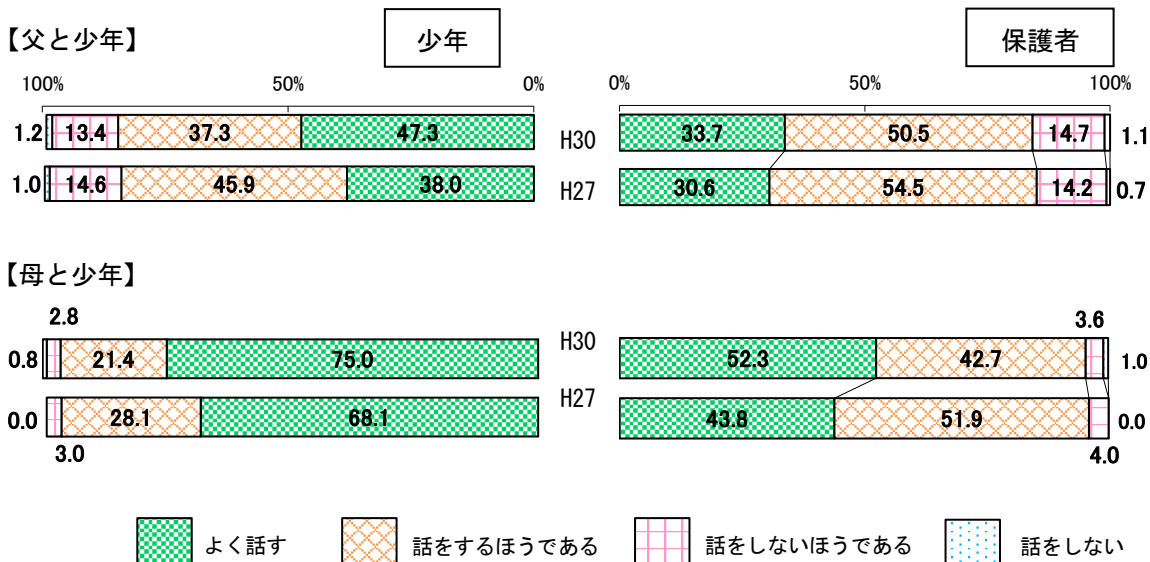 【父と少年】 少年 保護者
100% 50% 0% 0% 50% 100%
1.2 13.4 37.3 47.3 H30 33.7 50.5 14.7 1.1
1.0 14.6 45.9 38.0 H27 30.6 54.5 14.2 0.7
【母と少年】
2.8 3.6
0.8 21.4 75.0 H30 52.3 42.7 1.0
0.0 28.1 68.1 H27 43.8 51.9 0.0
3.0 4.0
よく話す 話をするほうである 話をしないほうである 話をしない